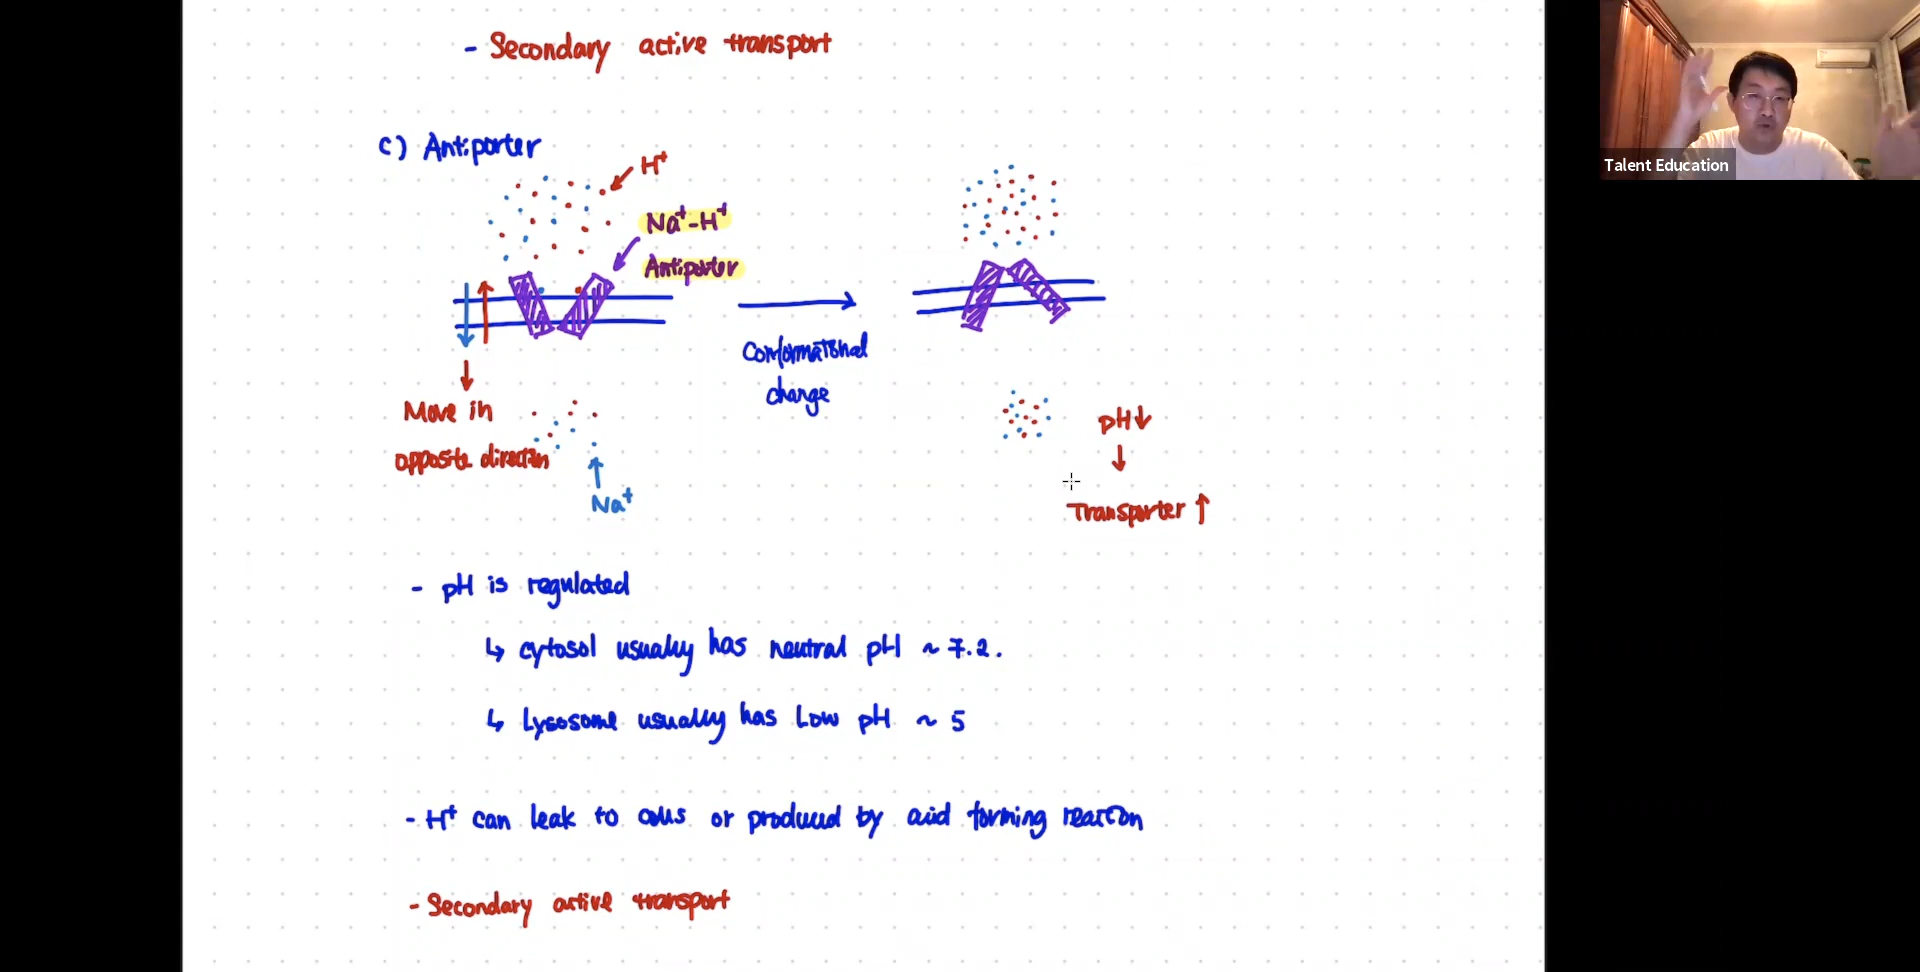 - Secondary active transport
c) Antiporter
H⁺
Na⁺-H⁺
Antiporter
Conformational
change
Move in
opposite direction
Na⁺
pH↓
↓
Transporter ↑
- pH is regulated
↳ cytosol usually has neutral pH ~ 7.2.
↳ Lysosome usually has Low pH ~ 5
- H⁺ can leak to cells or produced by acid forming reaction
- Secondary active transport
Talent Education